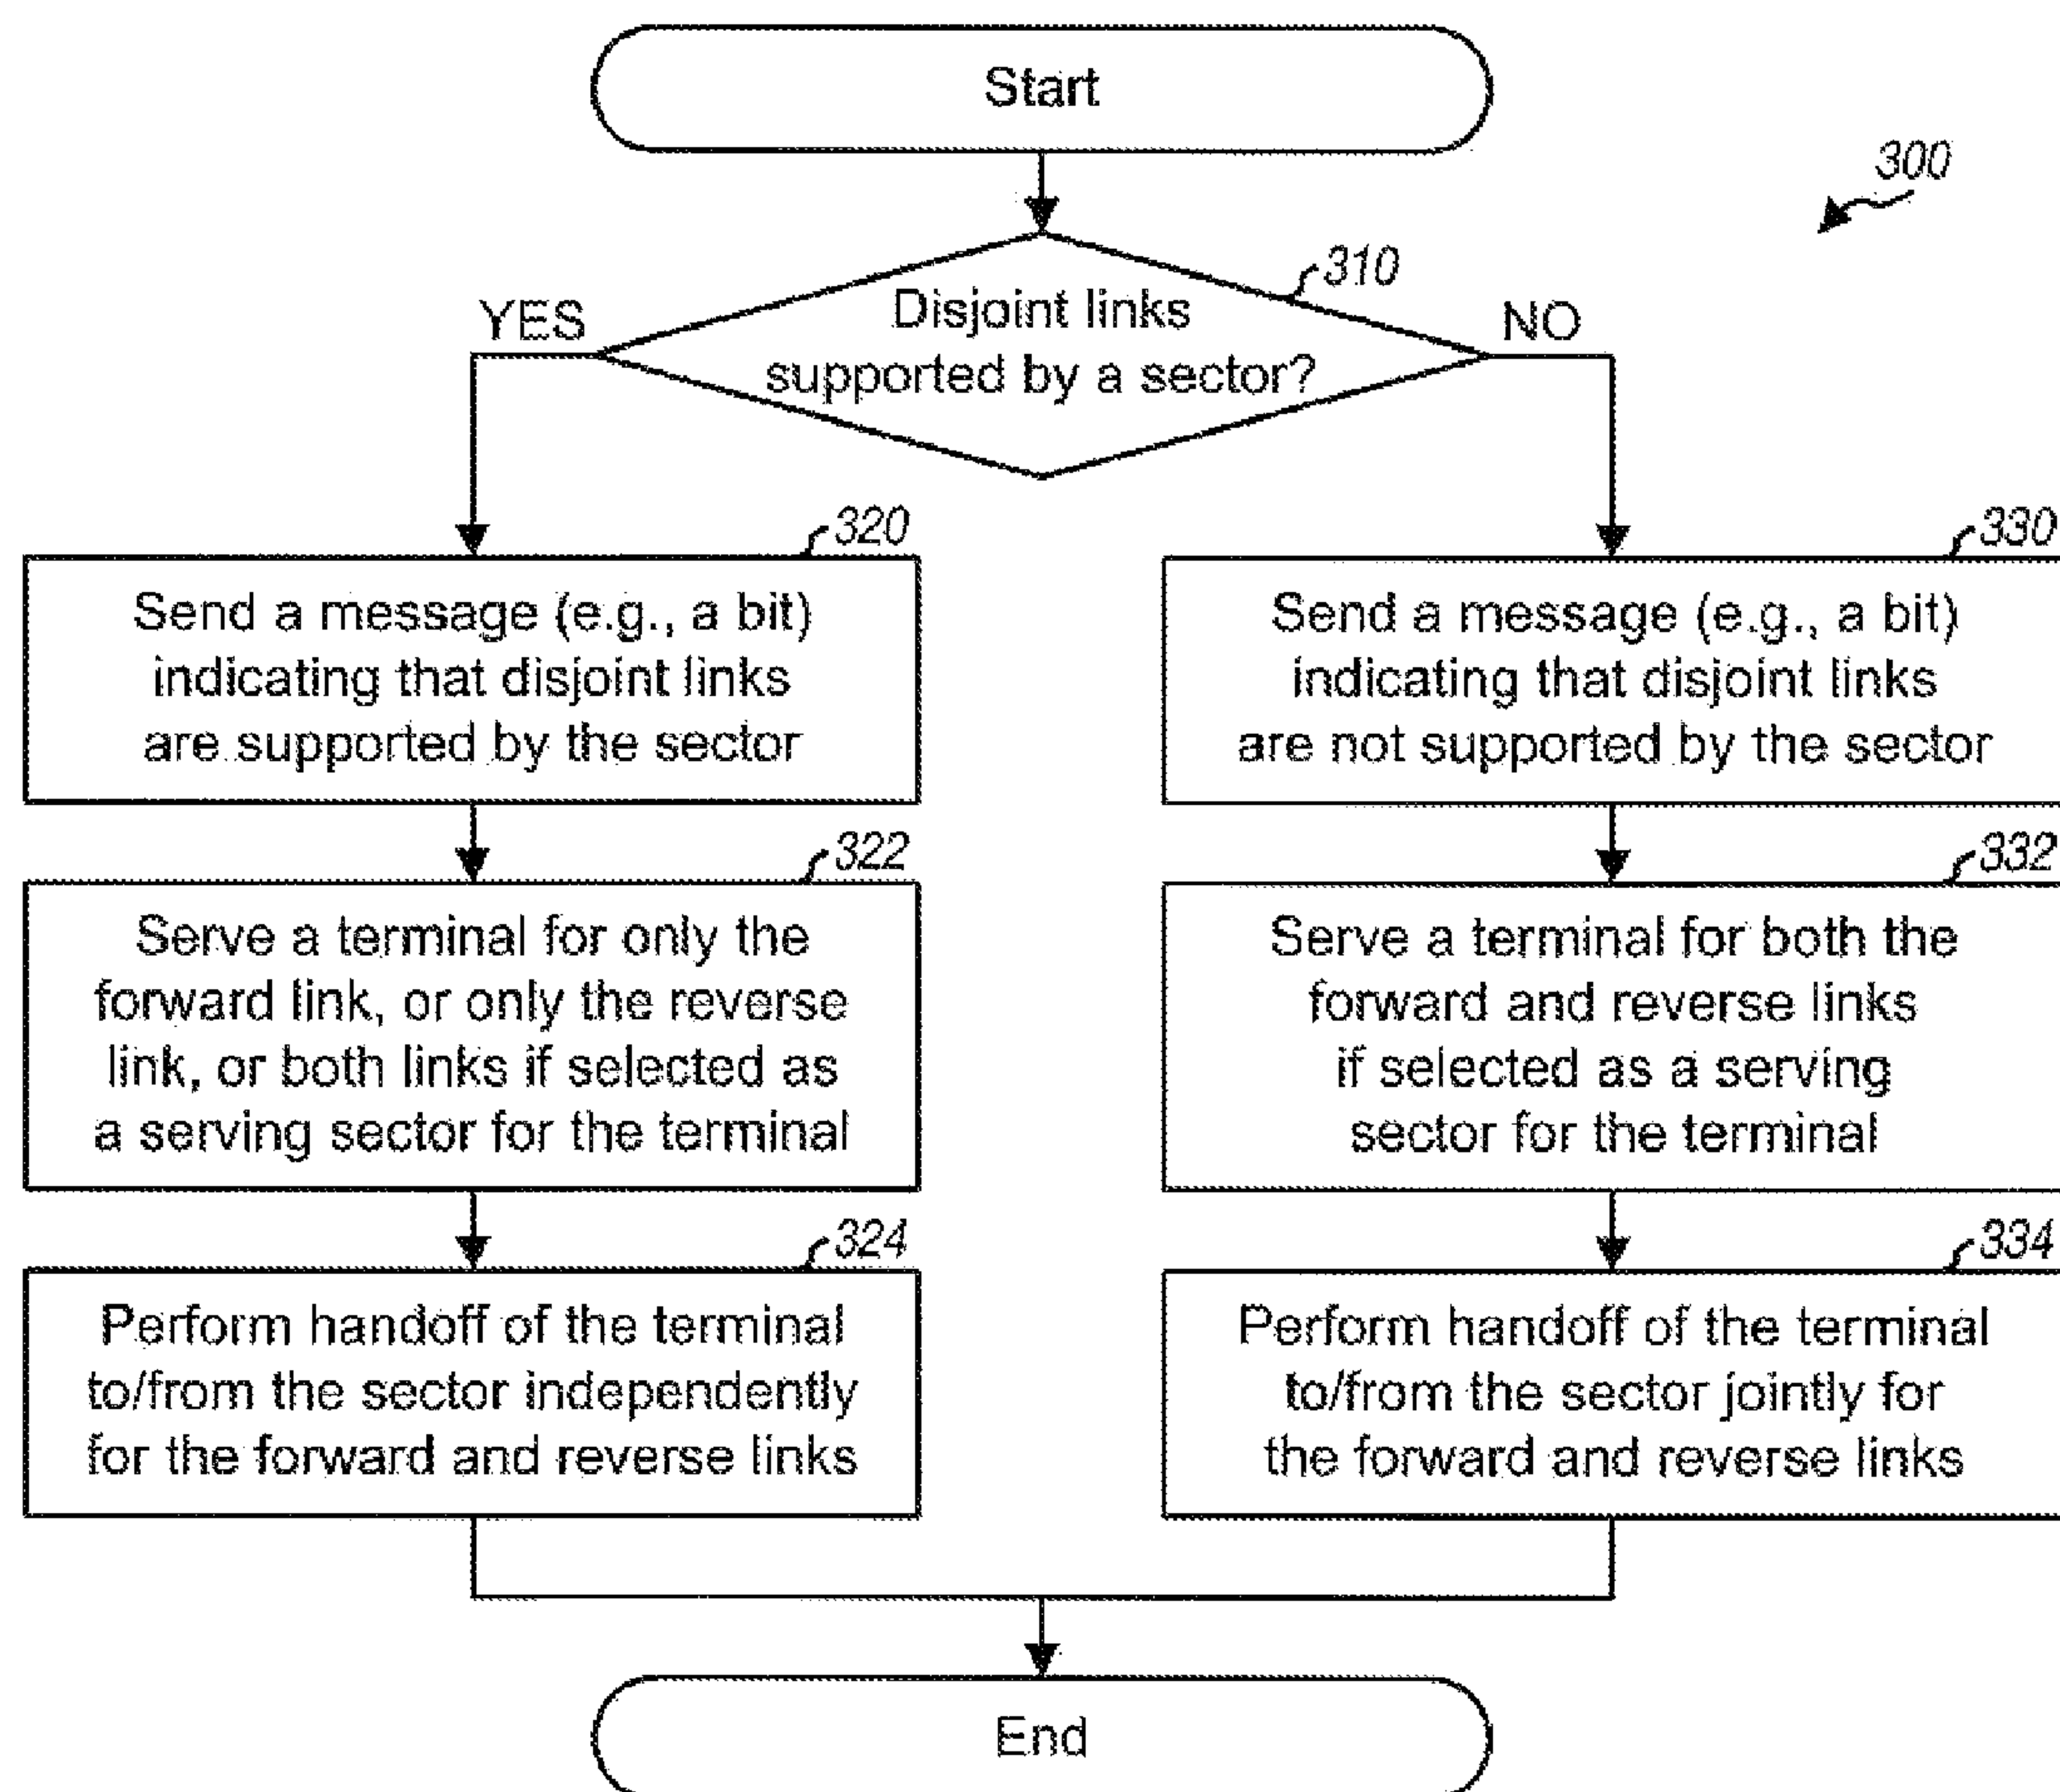 Start
300
310
Disjoint links
supported by a sector?
YES
NO
320
Send a message (e.g., a bit)
indicating that disjoint links
are supported by the sector
330
Send a message (e.g., a bit)
indicating that disjoint links
are not supported by the sector
322
Serve a terminal for only the
forward link, or only the reverse
link, or both links if selected as
a serving sector for the terminal
332
Serve a terminal for both the
forward and reverse links
if selected as a serving
sector for the terminal
324
Perform handoff of the terminal
to/from the sector independently
for the forward and reverse links
334
Perform handoff of the terminal
to/from the sector jointly for
the forward and reverse links
End